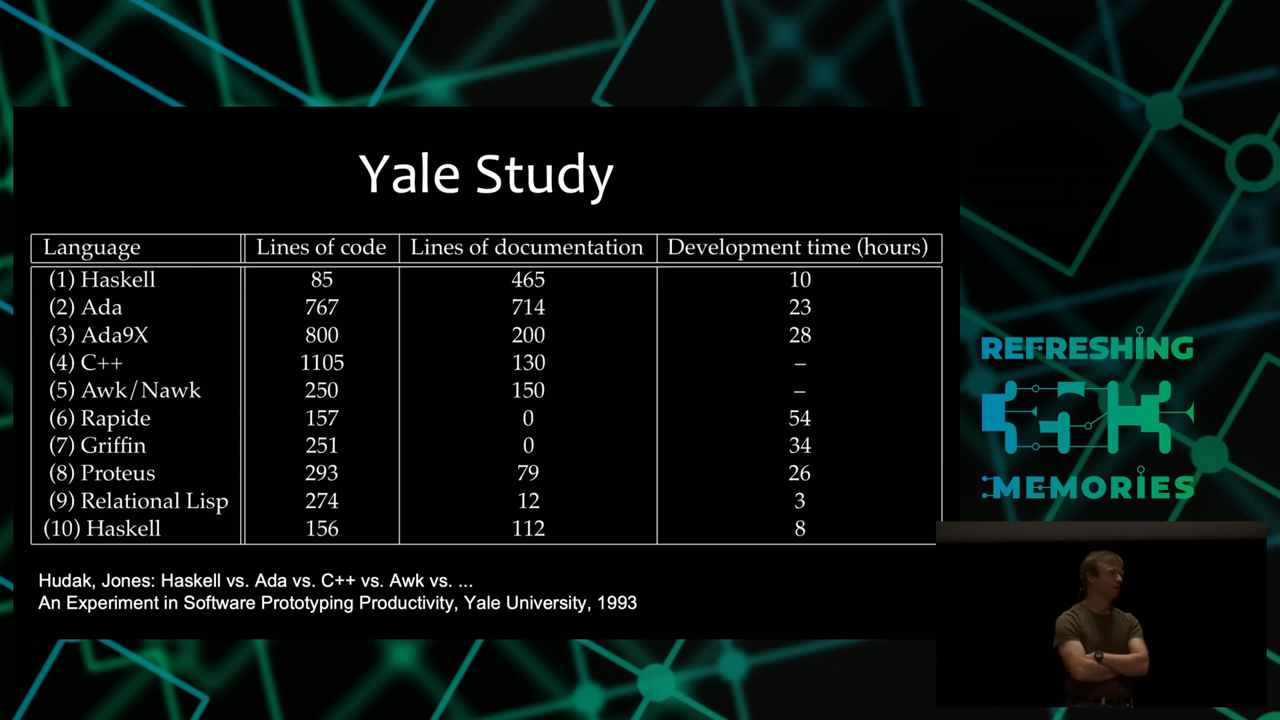 Yale Study
Language Lines of code Lines of documentation Development time (hours)
(1) Haskell 85 465 10
(2) Ada 767 714 23
(3) Ada9X 800 200 28
(4) C++ 1105 130 –
(5) Awk/Nawk 250 150 –
(6) Rapide 157 0 54
(7) Griffin 251 0 34
(8) Proteus 293 79 26
(9) Relational Lisp 274 12 3
(10) Haskell 156 112 8
Hudak, Jones: Haskell vs. Ada vs. C++ vs. Awk vs. ...
An Experiment in Software Prototyping Productivity, Yale University, 1993
REFRESHING
MEMORIES